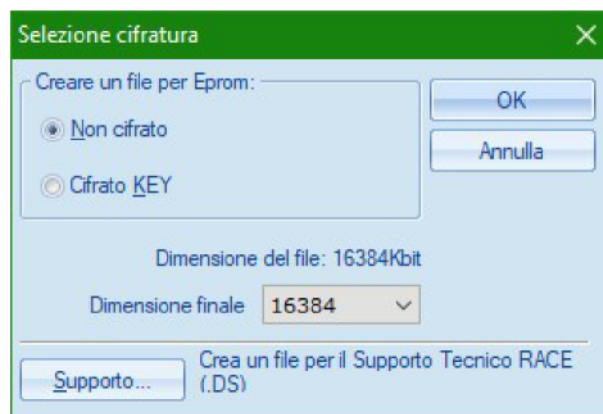 Selezione cifratura
Creare un file per Eprom:
Non cifrato
Cifrato KEY
OK
Annulla
Dimensione del file: 16384Kbit
Dimensione finale 16384
Supporto...
Crea un file per il Supporto Tecnico RACE
(.DS)